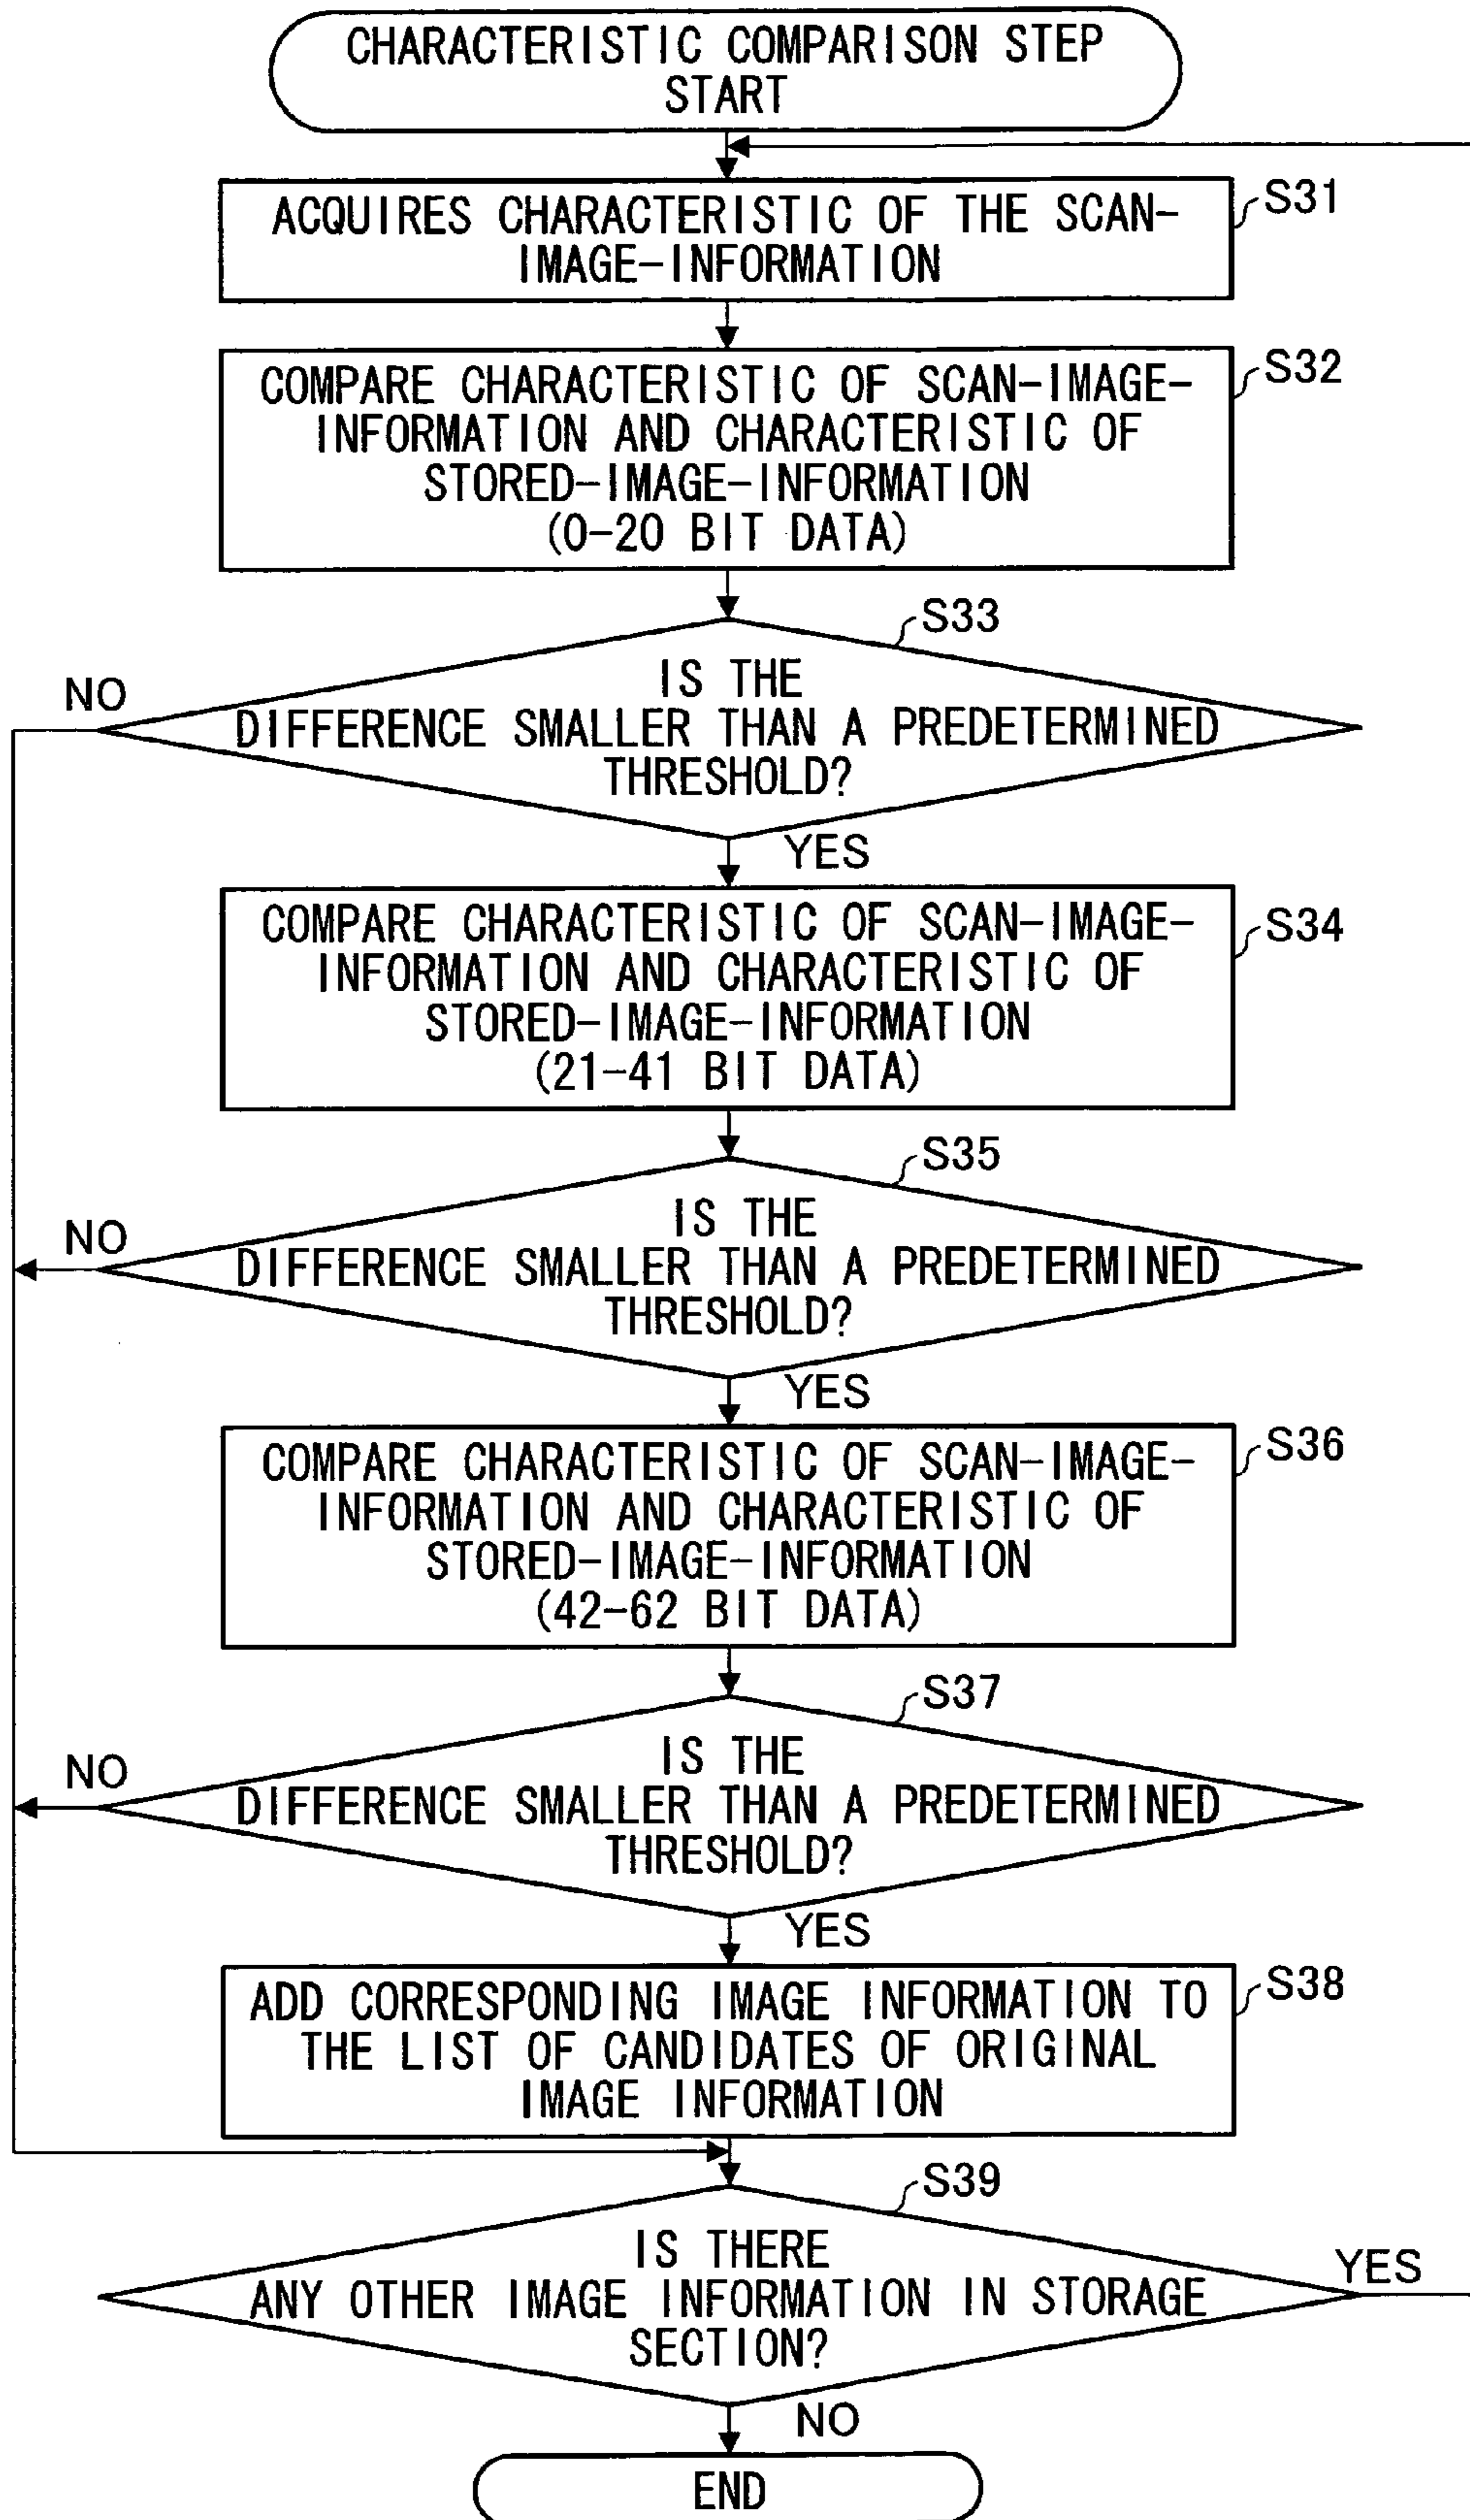 CHARACTERISTIC COMPARISON STEP
START
ACQUIRES CHARACTERISTIC OF THE SCAN-
IMAGE-INFORMATION
S31
COMPARE CHARACTERISTIC OF SCAN-IMAGE-
INFORMATION AND CHARACTERISTIC OF
STORED-IMAGE-INFORMATION
(0-20 BIT DATA)
S32
S33
IS THE
DIFFERENCE SMALLER THAN A PREDETERMINED
THRESHOLD?
NO
YES
COMPARE CHARACTERISTIC OF SCAN-IMAGE-
INFORMATION AND CHARACTERISTIC OF
STORED-IMAGE-INFORMATION
(21-41 BIT DATA)
S34
S35
IS THE
DIFFERENCE SMALLER THAN A PREDETERMINED
THRESHOLD?
NO
YES
COMPARE CHARACTERISTIC OF SCAN-IMAGE-
INFORMATION AND CHARACTERISTIC OF
STORED-IMAGE-INFORMATION
(42-62 BIT DATA)
S36
S37
IS THE
DIFFERENCE SMALLER THAN A PREDETERMINED
THRESHOLD?
NO
YES
ADD CORRESPONDING IMAGE INFORMATION TO
THE LIST OF CANDIDATES OF ORIGINAL
IMAGE INFORMATION
S38
S39
IS THERE
ANY OTHER IMAGE INFORMATION IN STORAGE
SECTION?
YES
NO
END